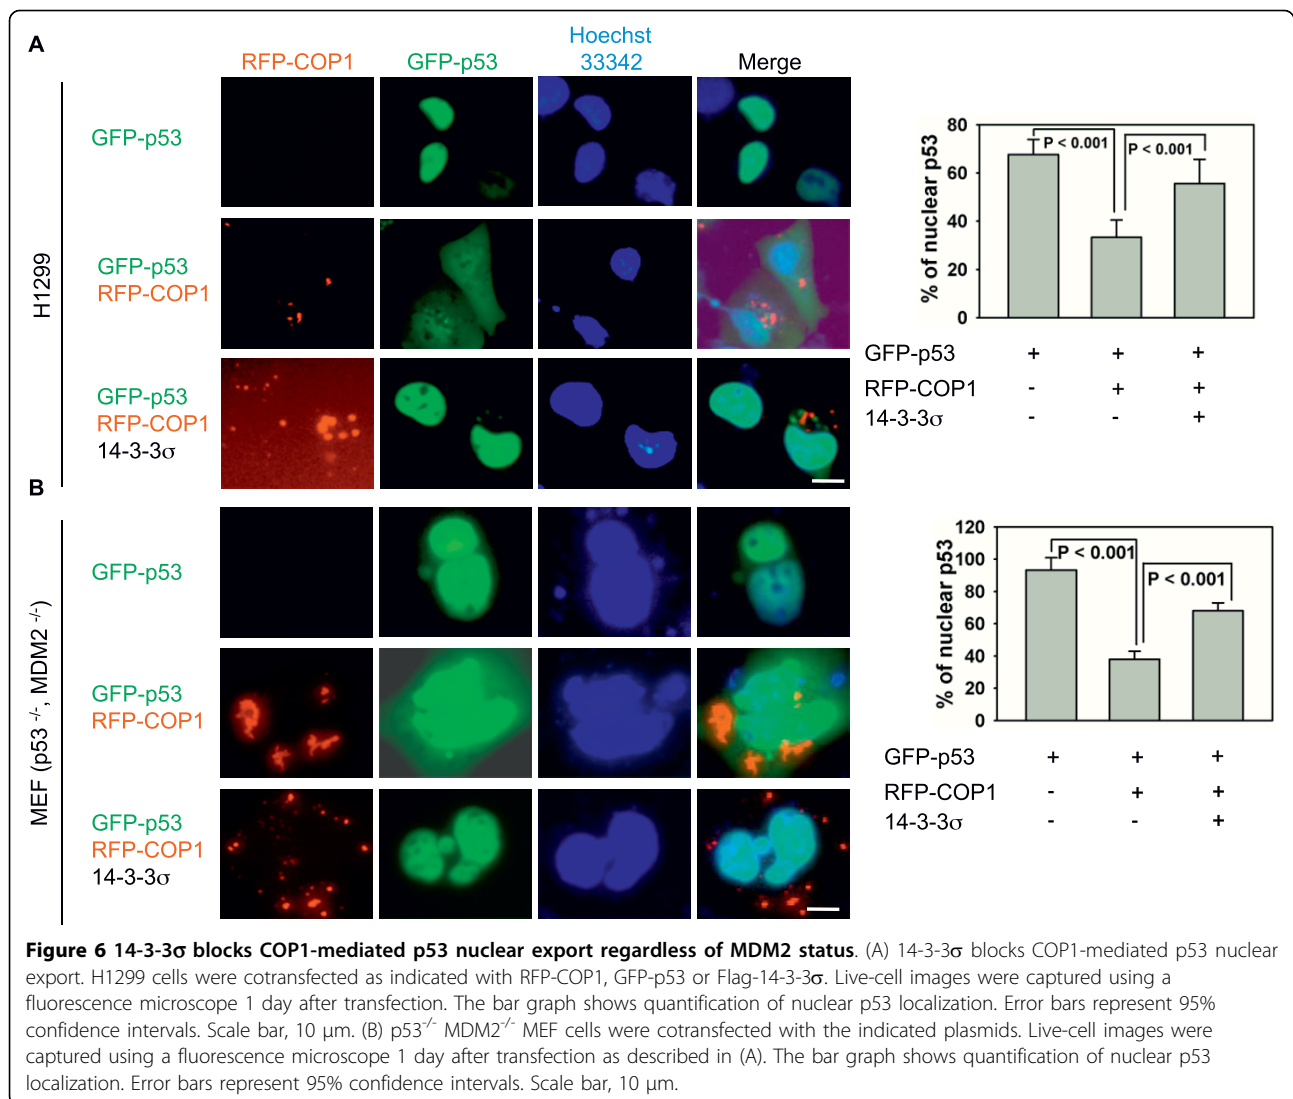 A
RFP-COP1 GFP-p53 Hoechst 33342 Merge
H1299
GFP-p53
GFP-p53
RFP-COP1
GFP-p53
RFP-COP1
14-3-3σ
% of nuclear p53
80
60
40
20
0
P < 0.001
P < 0.001
GFP-p53 + + +
RFP-COP1 - + +
14-3-3σ - - +
B
MEF (p53 -/-, MDM2 -/-)
GFP-p53
GFP-p53
RFP-COP1
GFP-p53
RFP-COP1
14-3-3σ
% of nuclear p53
120
100
80
60
40
20
0
P < 0.001
P < 0.001
GFP-p53 + + +
RFP-COP1 - + +
14-3-3σ - - +
Figure 6 14-3-3σ blocks COP1-mediated p53 nuclear export regardless of MDM2 status. (A) 14-3-3σ blocks COP1-mediated p53 nuclear
export. H1299 cells were cotransfected as indicated with RFP-COP1, GFP-p53 or Flag-14-3-3σ. Live-cell images were captured using a
fluorescence microscope 1 day after transfection. The bar graph shows quantification of nuclear p53 localization. Error bars represent 95%
confidence intervals. Scale bar, 10 μm. (B) p53-/- MDM2-/- MEF cells were cotransfected with the indicated plasmids. Live-cell images were
captured using a fluorescence microscope 1 day after transfection as described in (A). The bar graph shows quantification of nuclear p53
localization. Error bars represent 95% confidence intervals. Scale bar, 10 μm.